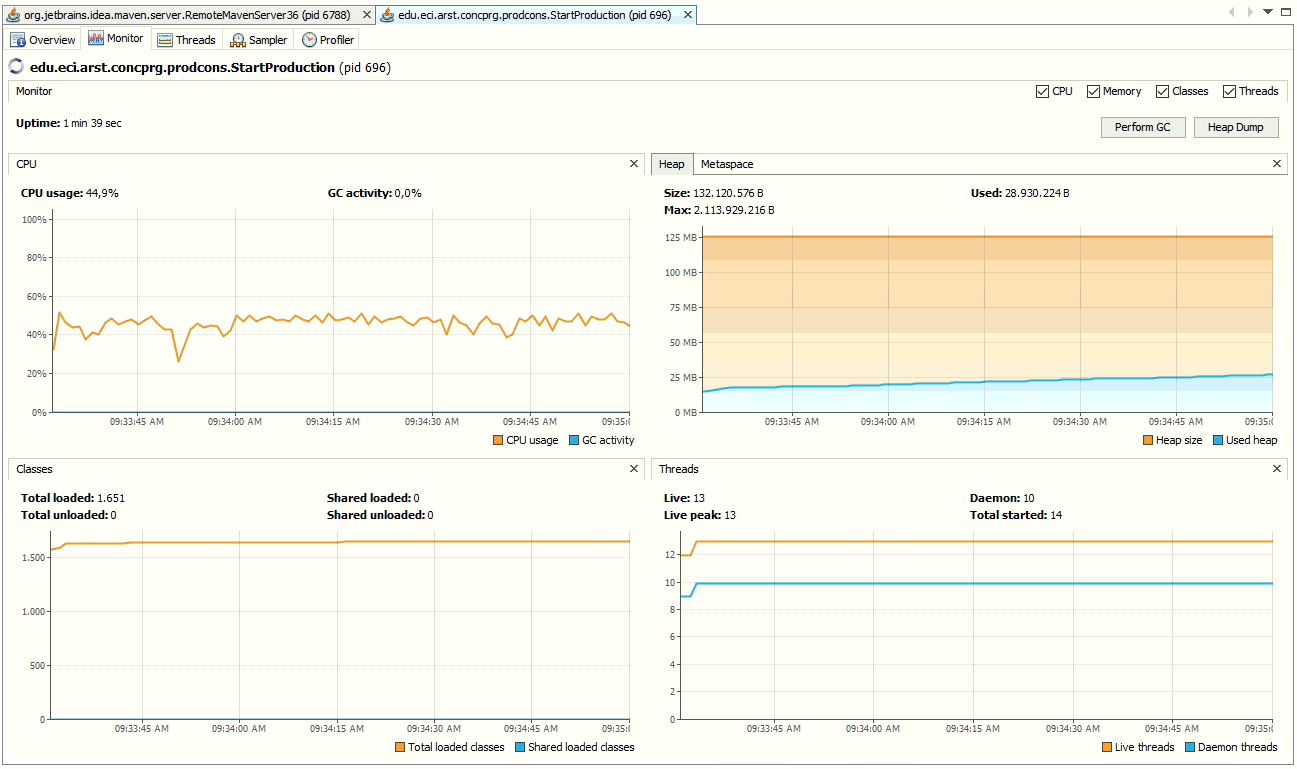 org.jetbrains.idea.maven.server.RemoteMavenServer36 (pid 6788) edu.eci.arst.concprg.prodcons.StartProduction (pid 696)
Overview Monitor Threads Sampler Profiler
edu.eci.arst.concprg.prodcons.StartProduction (pid 696)
Monitor CPU Memory Classes Threads
Uptime: 1 min 39 sec
Perform GC Heap Dump
CPU
CPU usage: 44,9% GC activity: 0,0%
100%
80%
60%
40%
20%
0%
09:33:45 AM 09:34:00 AM 09:34:15 AM 09:34:30 AM 09:34:45 AM 09:35:0
CPU usage GC activity
Heap Metaspace
Size: 132.120.576 B Used: 28.930.224 B
Max: 2.113.929.216 B
125 MB
100 MB
75 MB
50 MB
25 MB
0 MB
09:33:45 AM 09:34:00 AM 09:34:15 AM 09:34:30 AM 09:34:45 AM 09:35:0
Heap size Used heap
Classes
Total loaded: 1.651 Shared loaded: 0
Total unloaded: 0 Shared unloaded: 0
1.500
1.000
500
0
09:33:45 AM 09:34:00 AM 09:34:15 AM 09:34:30 AM 09:34:45 AM 09:35:0
Total loaded classes Shared loaded classes
Threads
Live: 13 Daemon: 10
Live peak: 13 Total started: 14
12
10
8
6
4
2
0
09:33:45 AM 09:34:00 AM 09:34:15 AM 09:34:30 AM 09:34:45 AM 09:35:0
Live threads Daemon threads